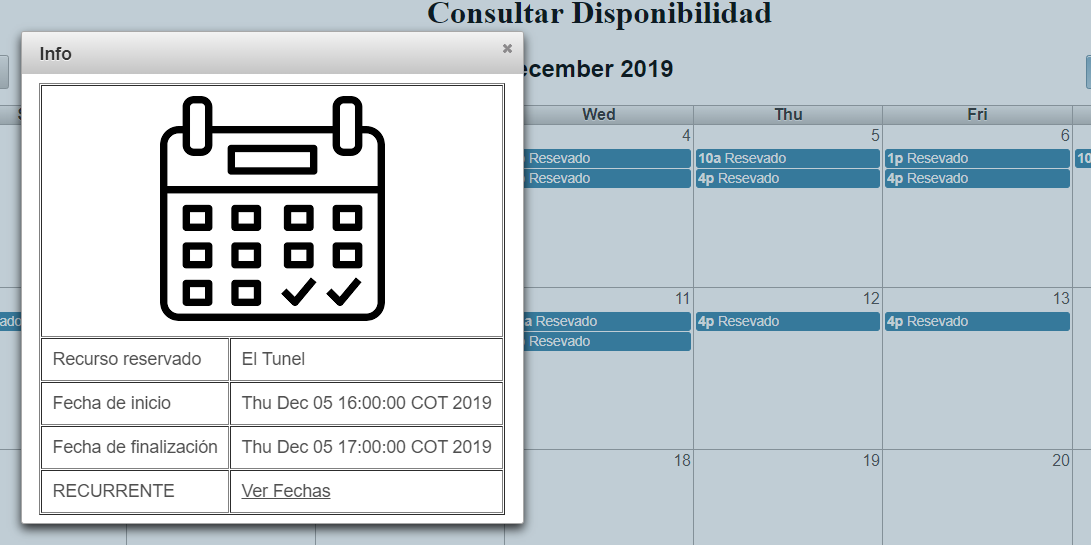 Consultar Disponibilidad
Info
ecember 2019
Wed Thu Fri
4 5 6
Resevado 10a Resevado 1p Resevado 10
Resevado 4p Resevado 4p Resevado
11 12 13
ado a Resevado 4p Resevado 4p Resevado
Resevado
18 19 20
Recurso reservado El Tunel
Fecha de inicio Thu Dec 05 16:00:00 COT 2019
Fecha de finalización Thu Dec 05 17:00:00 COT 2019
RECURRENTE Ver Fechas